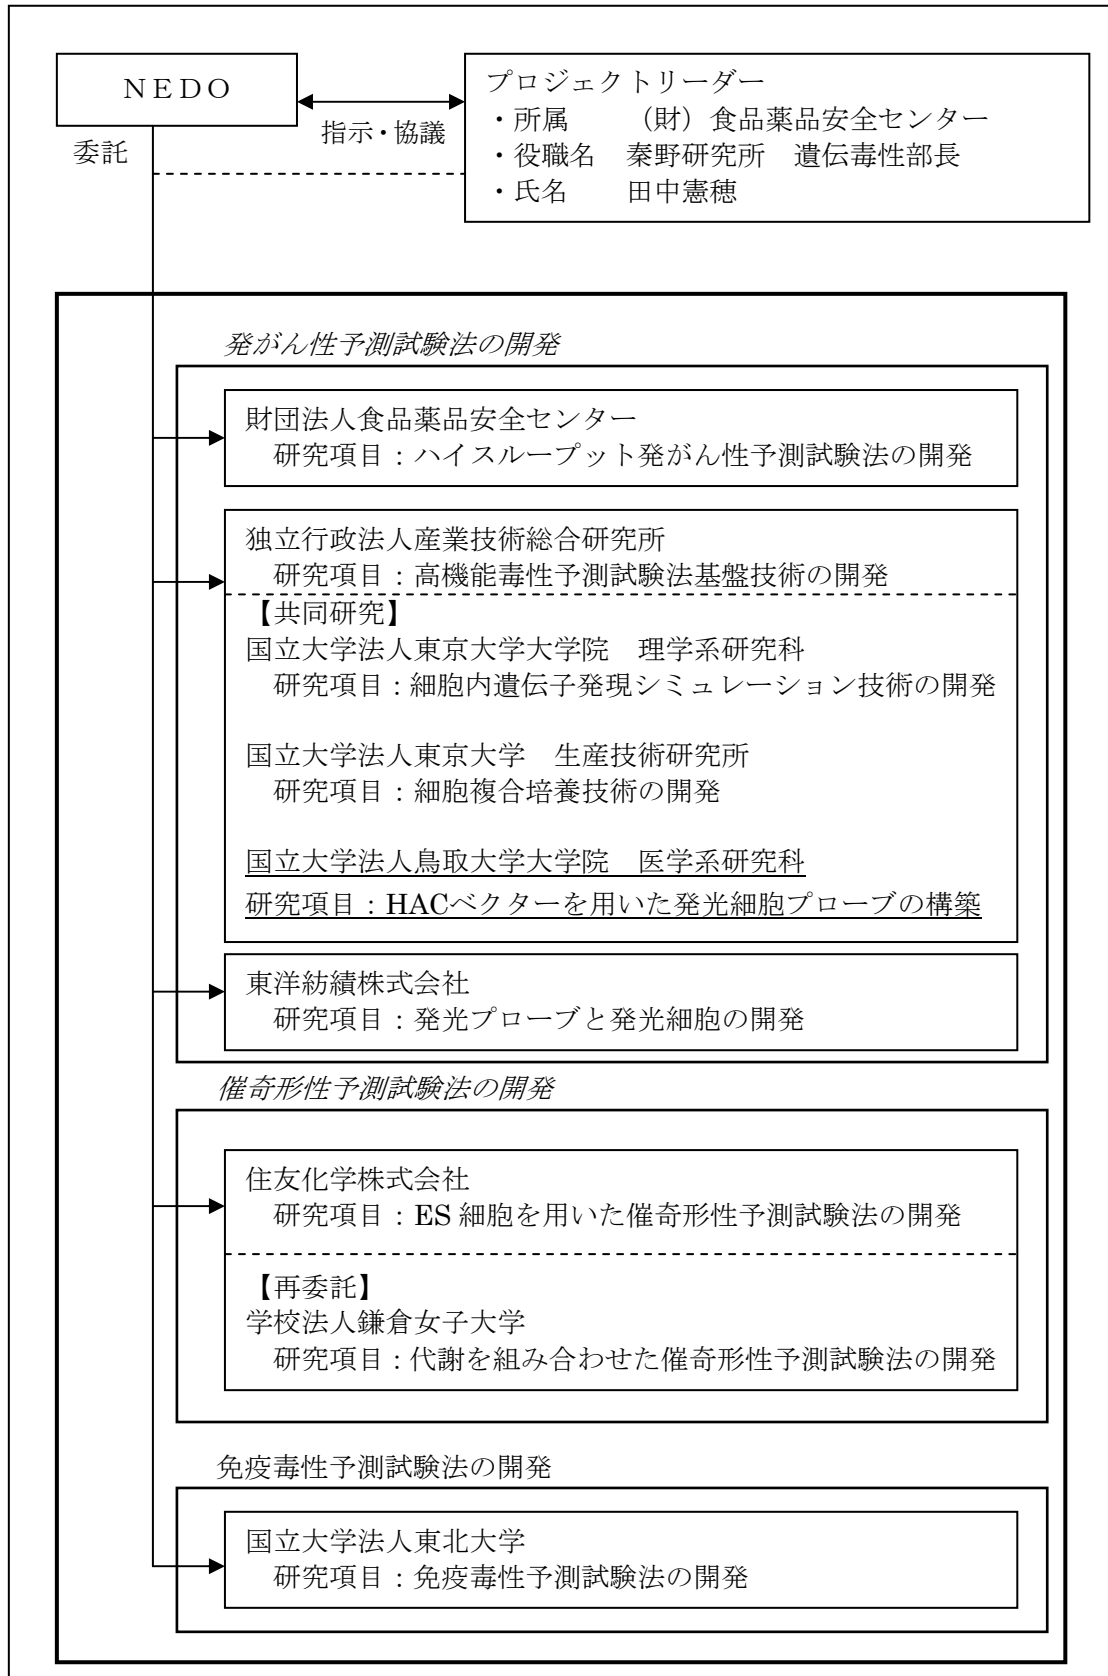 NEDO
委託
指示・協議
プロジェクトリーダー
・所属　　（財）食品薬品安全センター
・役職名　秦野研究所　遺伝毒性部長
・氏名　　田中憲穂
発がん性予測試験法の開発
財団法人食品薬品安全センター
研究項目：ハイスループット発がん性予測試験法の開発
独立行政法人産業技術総合研究所
研究項目：高機能毒性予測試験法基盤技術の開発
【共同研究】
国立大学法人東京大学大学院　理学系研究科
研究項目：細胞内遺伝子発現シミュレーション技術の開発
国立大学法人東京大学　生産技術研究所
研究項目：細胞複合培養技術の開発
国立大学法人鳥取大学大学院　医学系研究科
研究項目：HACベクターを用いた発光細胞プローブの構築
東洋紡績株式会社
研究項目：発光プローブと発光細胞の開発
催奇形性予測試験法の開発
住友化学株式会社
研究項目：ES 細胞を用いた催奇形性予測試験法の開発
【再委託】
学校法人鎌倉女子大学
研究項目：代謝を組み合わせた催奇形性予測試験法の開発
免疫毒性予測試験法の開発
国立大学法人東北大学
研究項目：免疫毒性予測試験法の開発